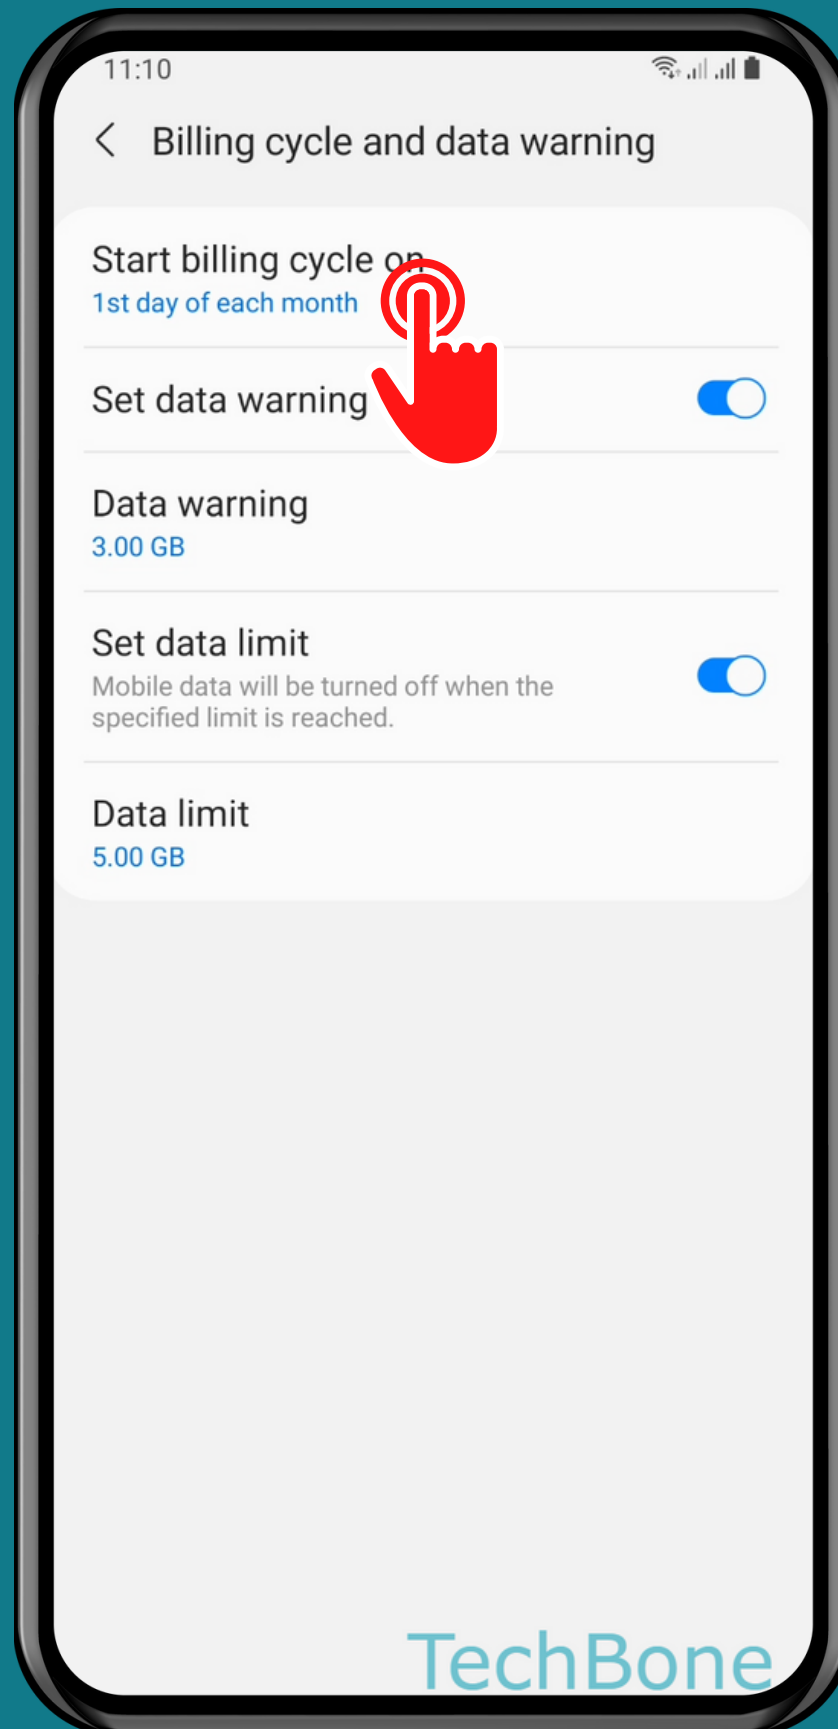 11:10
Billing cycle and data warning
Start billing cycle on
1st day of each month
Set data warning
Data warning
3.00 GB
Set data limit
Mobile data will be turned off when the
specified limit is reached.
Data limit
5.00 GB
TechBone